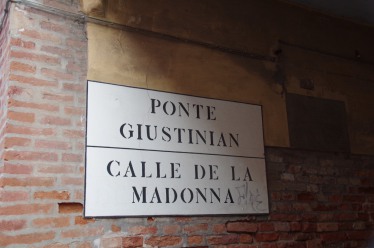 PONTE
GIUSTINIAN
CALLE DE LA
MADONNA